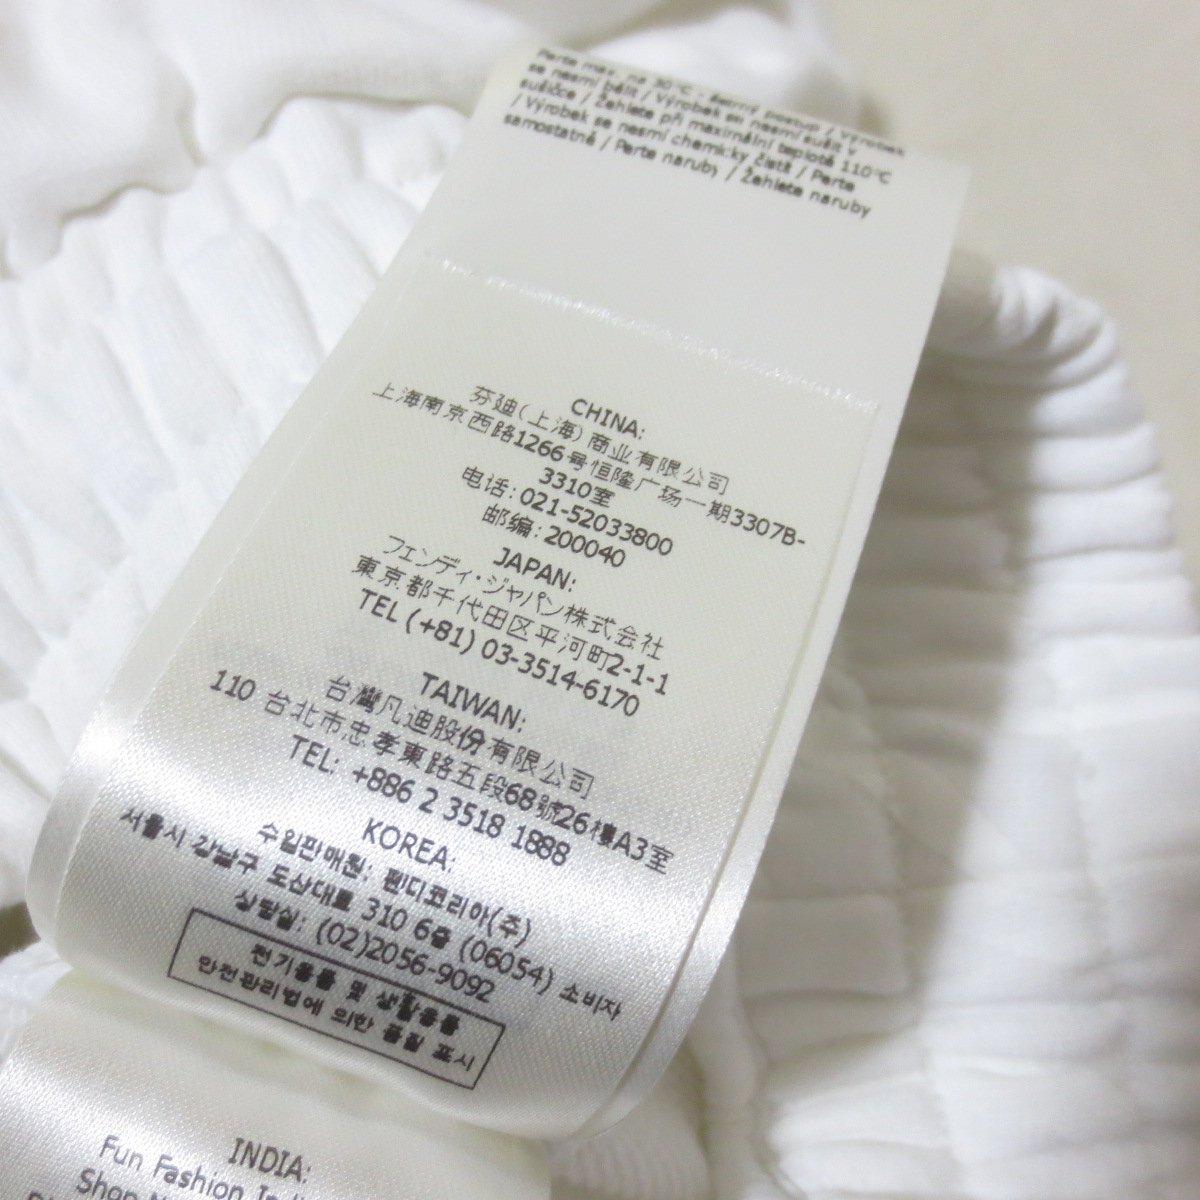 Perte max. na 30°C - šetrný postup / Výrobek
se nesmí bělit / Výrobek se nesmí sušit v
sušičce / Žehlete při maximální teplotě 110°C
/ Výrobek se nesmí chemicky čistit / Perte
samostatně / Perte naruby / Žehlete naruby
CHINA:
芬迪(上海)商业有限公司
上海南京西路1266号恒隆广场一期3307B-
3310室
电话: 021-52033800
邮编: 200040
JAPAN:
フェンディ・ジャパン株式会社
東京都千代田区平河町2-1-1
TEL (+81) 03-3514-6170
TAIWAN:
台灣凡迪股份有限公司
110 台北市忠孝東路五段68號26樓A3室
TEL: +886 2 3518 1888
KOREA:
수입판매원: 펜디코리아(주)
서울시 강남구 도산대로 310 6층 (06054) 소비자
상담실: (02)2056-9092
전기용품 및 생활용품
안전관리법에 의한 품질 표시
INDIA:
Fun Fashion
Shop